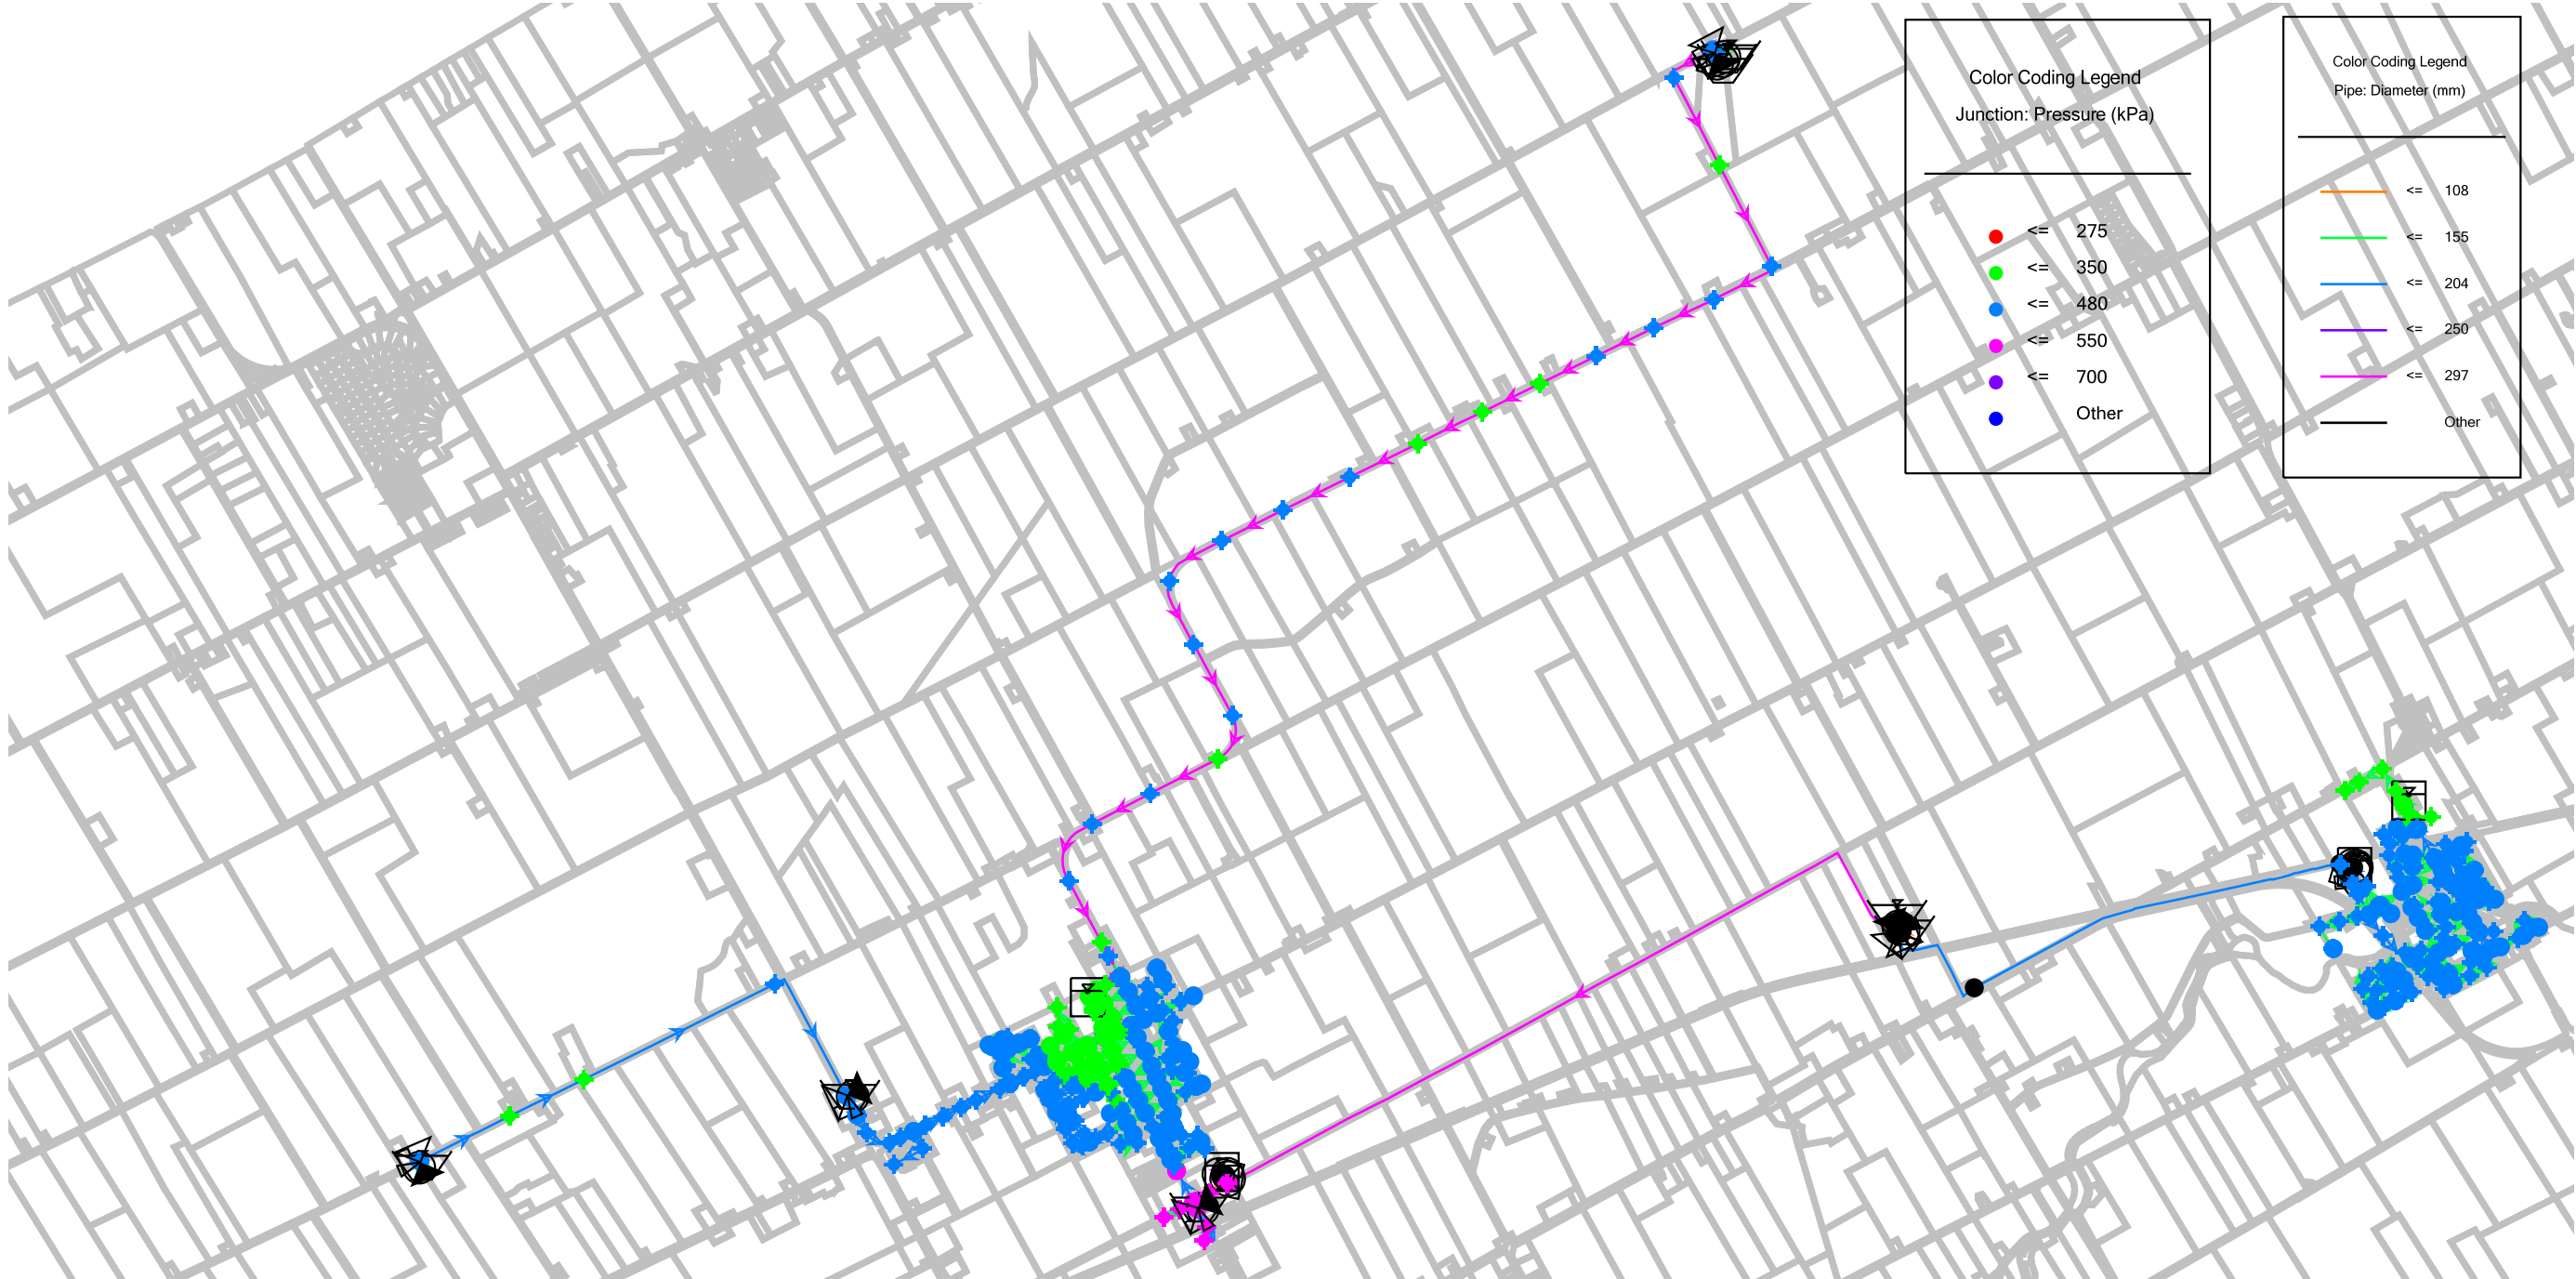 Color Coding Legend
Junction: Pressure (kPa)
<= 275
<= 350
<= 480
<= 550
<= 700
Other
Color Coding Legend
Pipe: Diameter (mm)
<= 108
<= 155
<= 204
<= 250
<= 297
Other